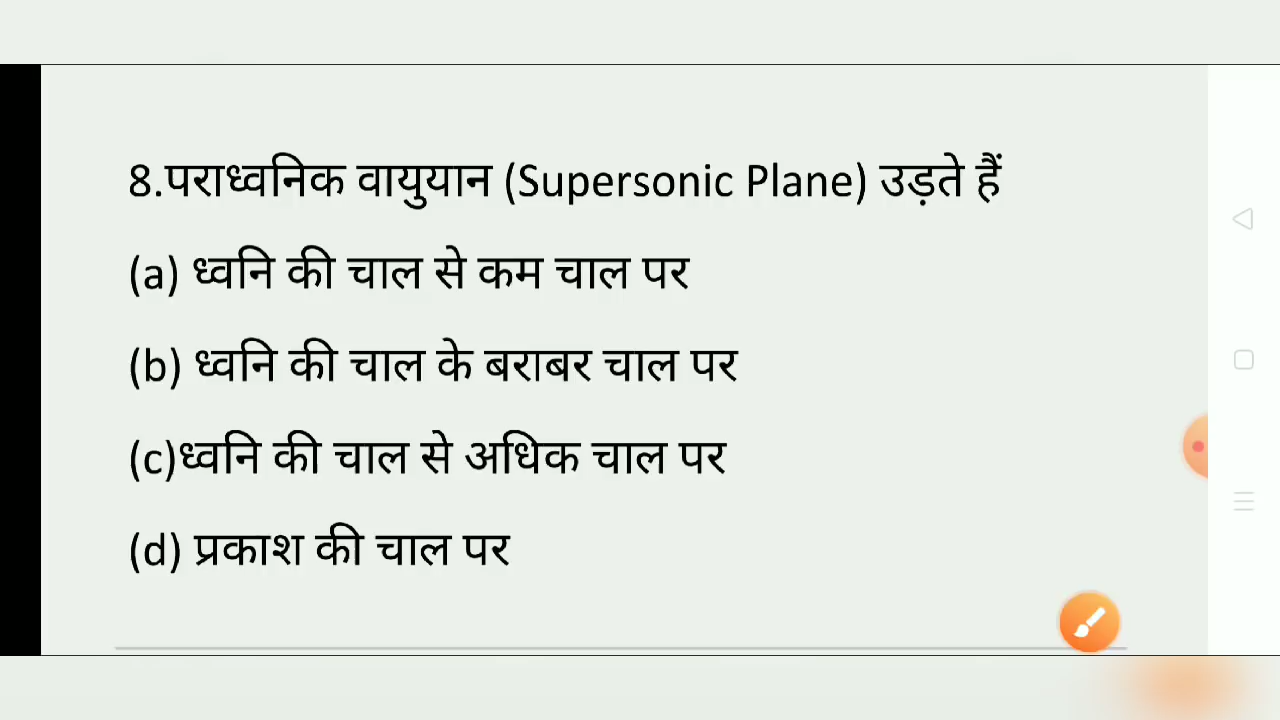 8.पराध्वनिक वायुयान (Supersonic Plane) उड़ते हैं
(a) ध्वनि की चाल से कम चाल पर
(b) ध्वनि की चाल के बराबर चाल पर
(c)ध्वनि की चाल से अधिक चाल पर
(d) प्रकाश की चाल पर